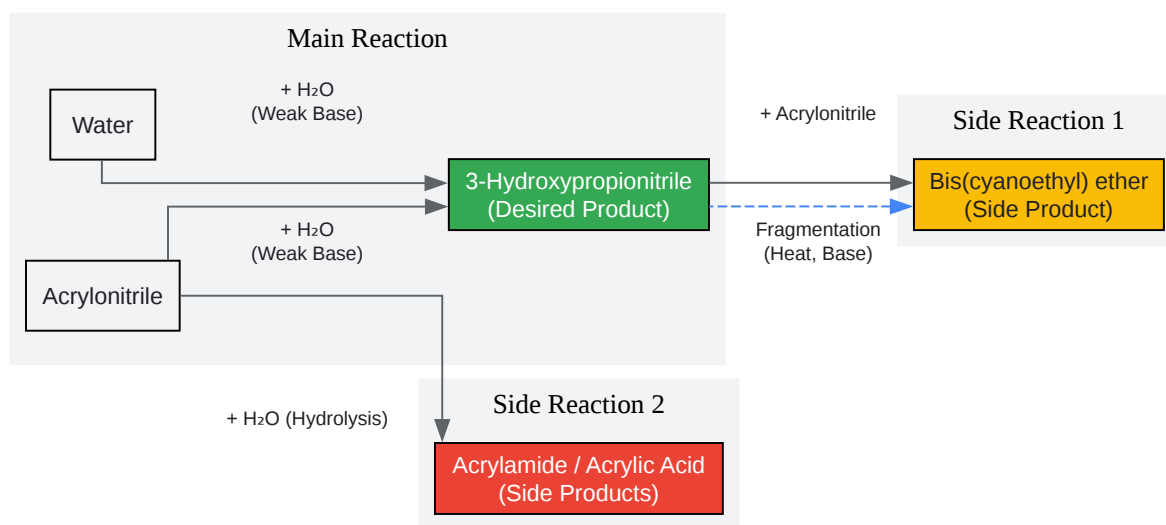 Main Reaction
+ H₂O
(Weak Base)
Water
+ Acrylonitrile
Side Reaction 1
3-Hydroxypropionitrile
(Desired Product)
Bis(cyanoethyl) ether
(Side Product)
+ H₂O
(Weak Base)
Fragmentation
(Heat, Base)
Acrylonitrile
+ H₂O (Hydrolysis)
Side Reaction 2
Acrylamide / Acrylic Acid
(Side Products)